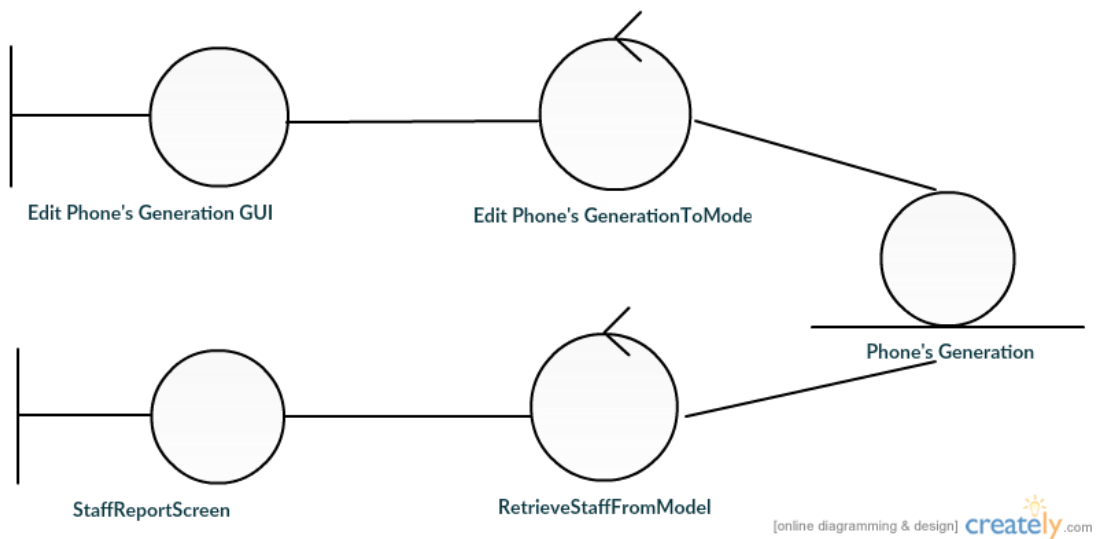 Edit Phone's Generation GUI
Edit Phone's GenerationToMode
Phone's Generation
StaffReportScreen
RetrieveStaffFromModel
[online diagramming & design] creately.com